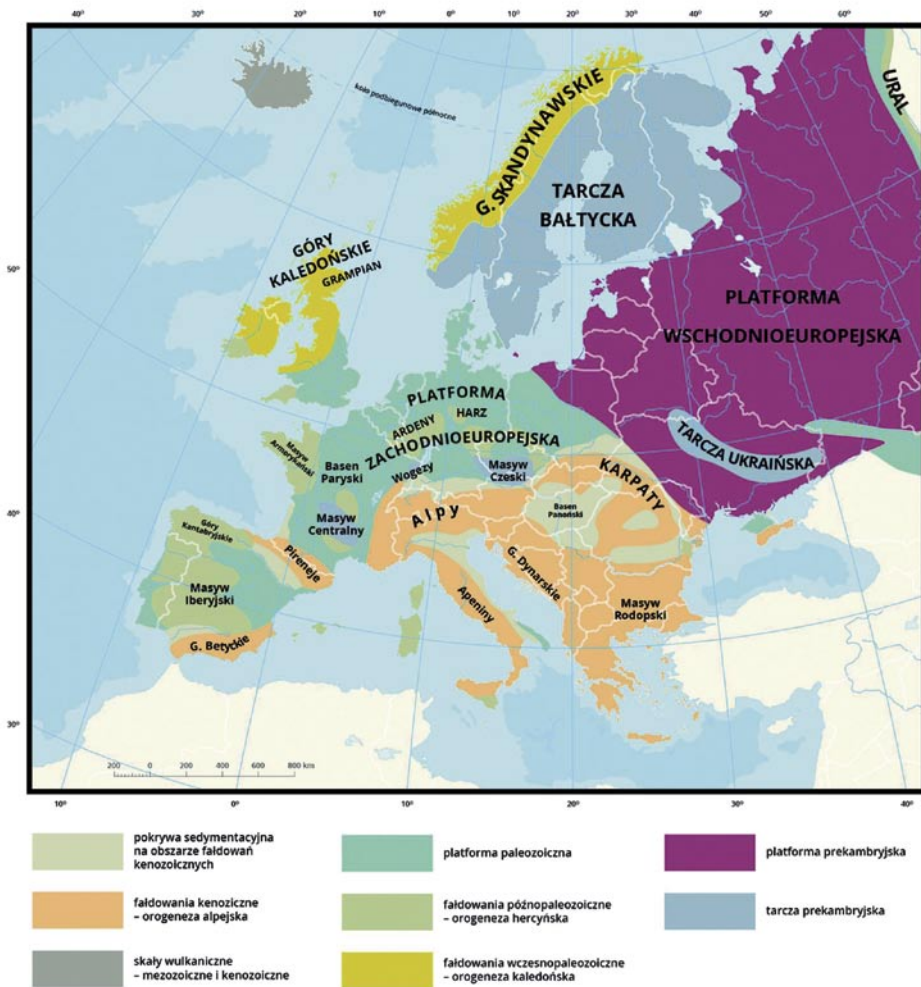 40° 30° 20° 10° 0° 10° 20° 30° 40° 50° 60°
koło podbiegunowe północne
URAL
G. SKANDYNAWSKIE
TARCZA
BAŁTYCKA
GÓRY
KALEDOŃSKIE
GRAMPIAN
50°
PLATFORMA
WSCHODNIOEUROPEJSKA
PLATFORMA
HARZ
ARDENY
ZACHODNIOEUROPEJSKA
Masyw
Armorykański
Basen
Paryski
Wogezy
Masyw
Czeski
KARPATY
TARCZA UKRAIŃSKA
40°
Masyw
Centralny
Alpy
Basen
Panoński
Góry
Kantabryjskie
Pireneje
Masyw
Iberyjski
Apeniny
G. Dynarskie
Masyw
Rodopski
G. Betyckie
30°
200 0 200 400 600 800 km
10° 0° 10° 20° 30° 40°
50°
40°
30°
pokrywa sedymentacyjna
na obszarze fałdowań
kenozoicznych
platforma paleozoiczna
platforma prekambryjska
fałdowania kenoziczne
– orogeneza alpejska
fałdowania późnopaleozoiczne
– orogeneza hercyńska
tarcza prekambryjska
skały wulkaniczne
– mezozoiczne i kenozoiczne
fałdowania wczesnopaleozoiczne
– orogeneza kaledońska